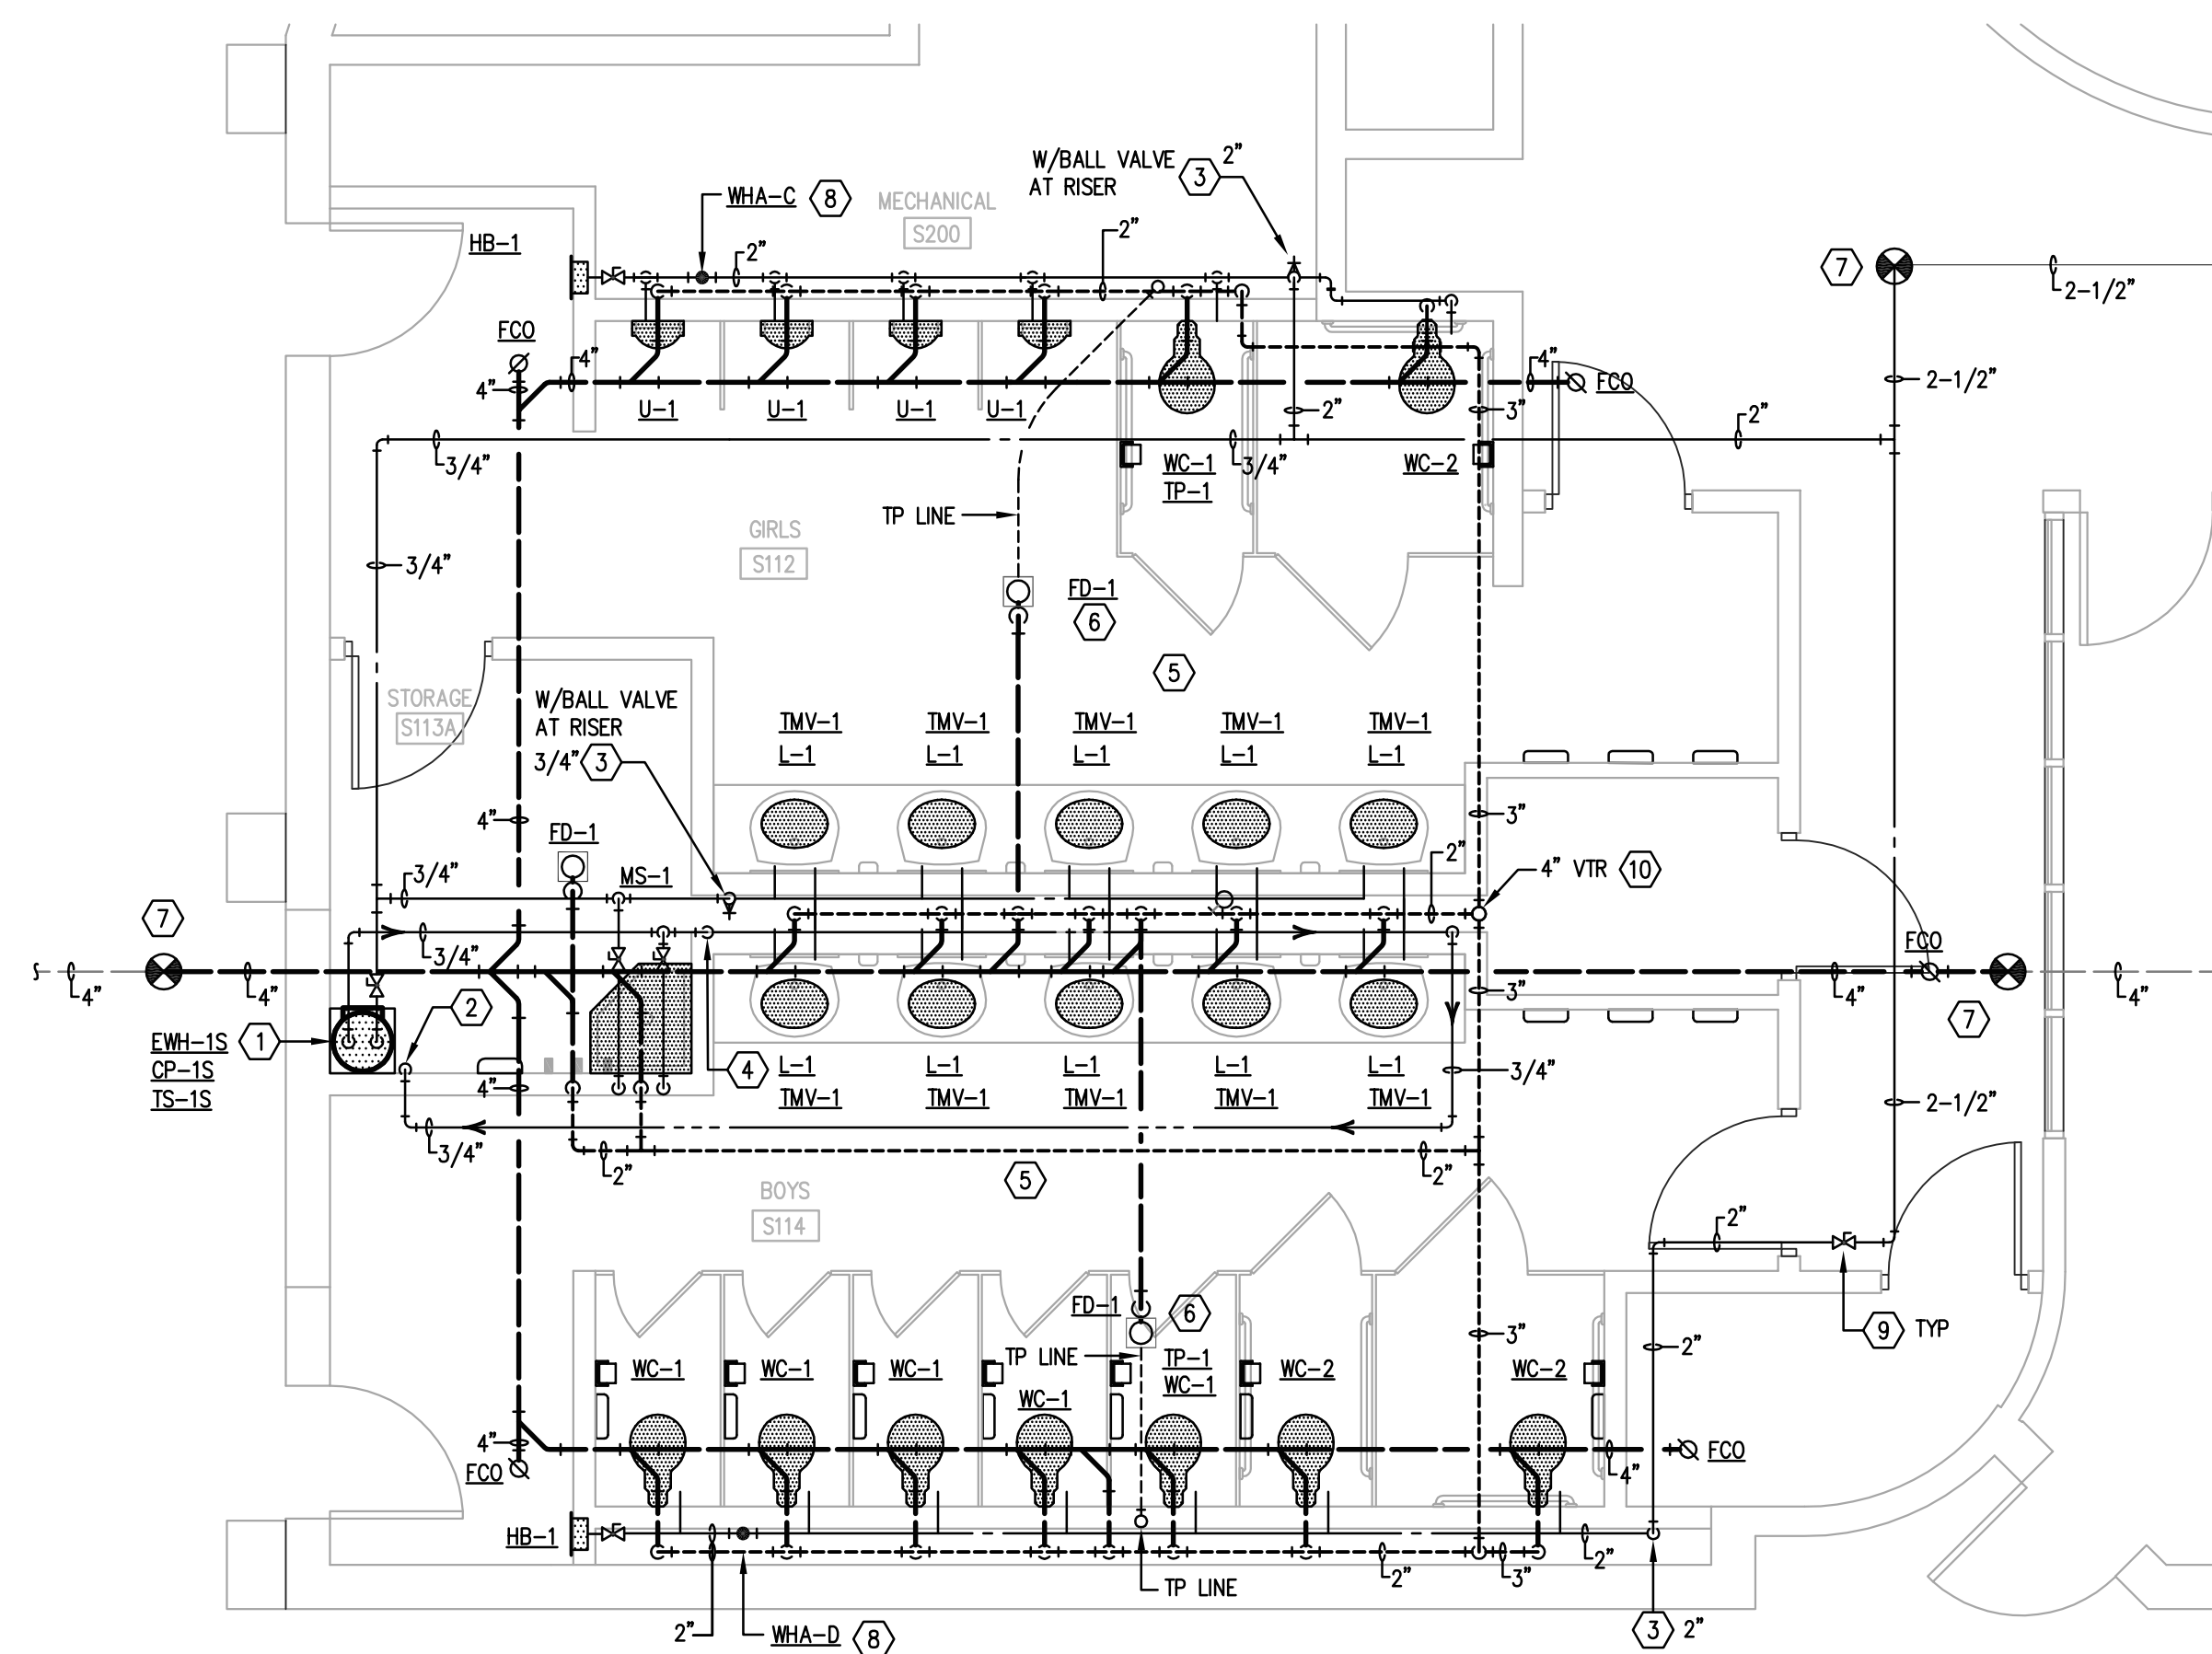 W/BALL VALVE 3 2"
AT RISER
WHA-C 8 MECHANICAL
S200
2"
HB-1
2"
7
2-1/2"
FCO
4"
4"
4" FCO
2-1/2"
U-1 U-1 U-1 U-1
2" 3"
2"
3/4" WC-1 3/4" WC-2
TP-1
TP LINE
GIRLS
S112
3/4"
FD-1
6
5
STORAGE
S113A
W/BALL VALVE
AT RISER
3/4" 3
TMV-1 TMV-1 TMV-1 TMV-1 TMV-1
L-1 L-1 L-1 L-1 L-1
4"
3"
FD-1
2"
4" VTR 10
3/4" MS-1
7
3/4"
FCO
4" 4"
3"
4" 4"
7
2
EWH-1S 1
CP-1S
TS-1S
4"
4
L-1 L-1 L-1 L-1 L-1
TMV-1 TMV-1 TMV-1 TMV-1 TMV-1
3/4"
2-1/2"
3/4"
2" 2"
5
BOYS
S114
2"
FD-1 6
3"
9 TYP
2"
TP LINE TP-1
WC-1 WC-1 WC-1 WC-1 WC-2 WC-2
WC-1
4"
FCO
4" FCO
HB-1
2"
2" 3"
TP LINE
2" WHA-D 8
3 2"